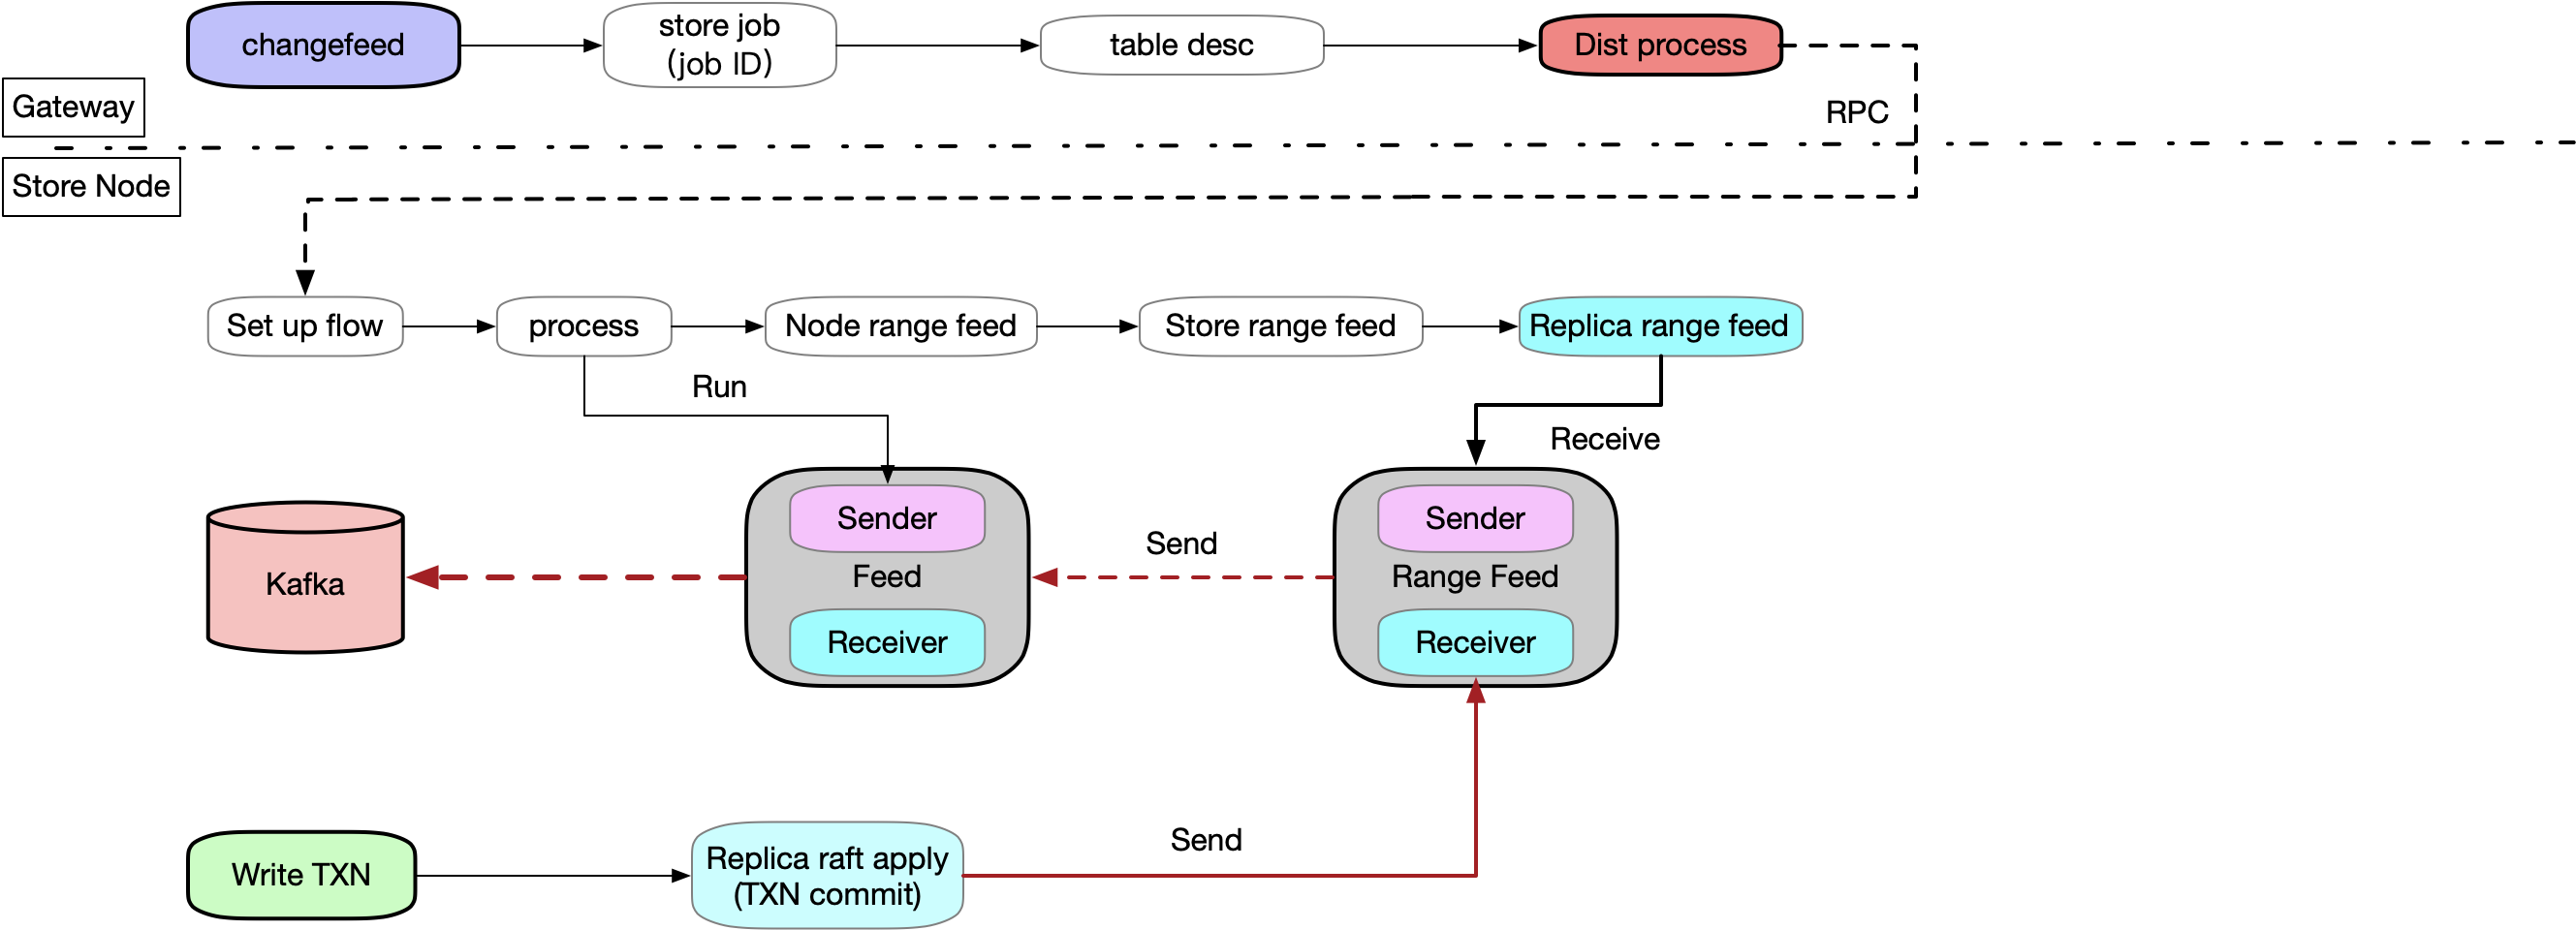 changefeed
store job
(job ID)
table desc
Dist process
Gateway
RPC
Store Node
Set up flow
process
Node range feed
Store range feed
Replica range feed
Run
Receive
Sender
Sender
Send
Kafka
Feed
Range Feed
Receiver
Receiver
Send
Write TXN
Replica raft apply
(TXN commit)